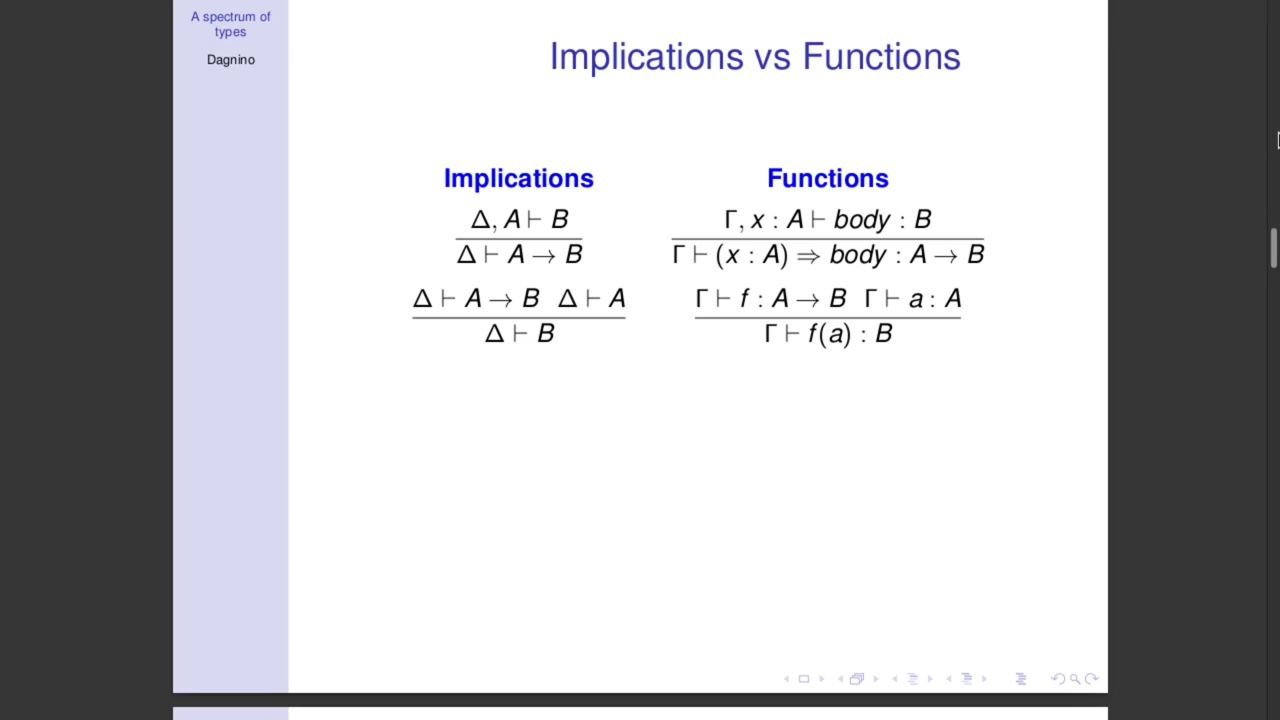 A spectrum of
types
Dagnino
Implications vs Functions
Implications
Δ, A ⊢ B
Δ ⊢ A → B
Δ ⊢ A → B Δ ⊢ A
Δ ⊢ B
Functions
Γ, x : A ⊢ body : B
Γ ⊢ (x : A) ⇒ body : A → B
Γ ⊢ f : A → B Γ ⊢ a : A
Γ ⊢ f(a) : B